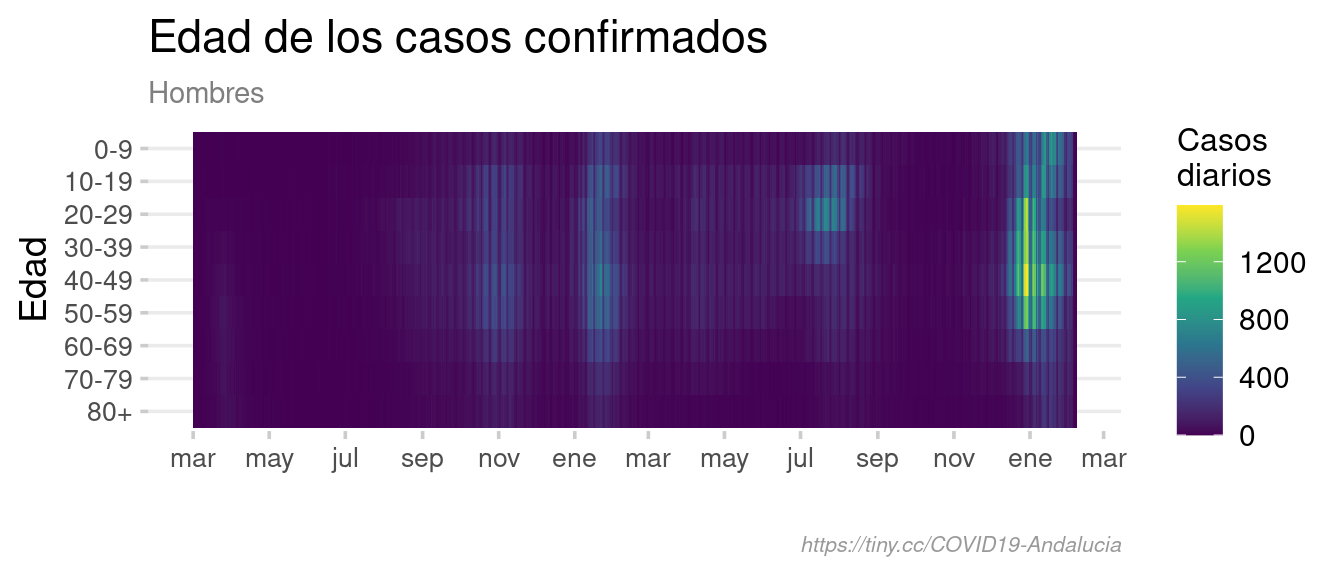 Edad de los casos confirmados
Hombres
Edad
0-9
10-19
20-29
30-39
40-49
50-59
60-69
70-79
80+
mar may jul sep nov ene mar may jul sep nov ene mar
Casos
diarios
1200
800
400
0
https://tiny.cc/COVID19-Andalucia